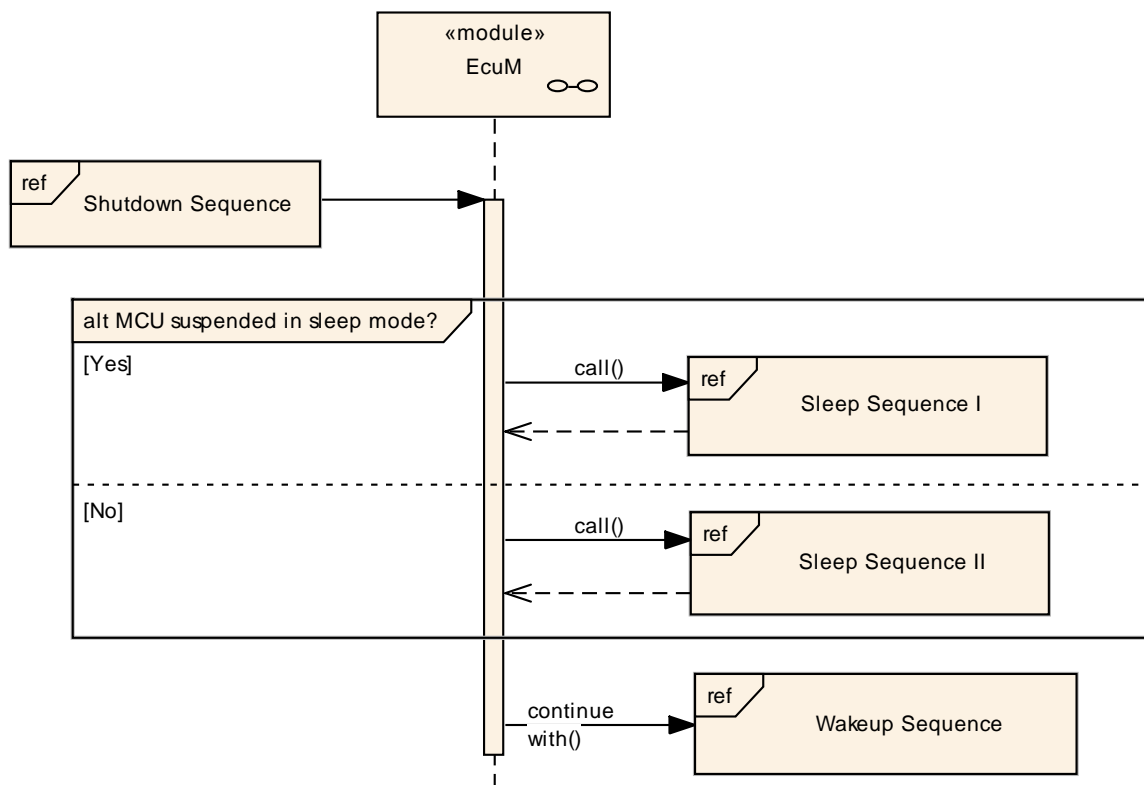 «module»
EcuM
ref
Shutdown Sequence
alt MCU suspended in sleep mode?
[Yes]
call()
ref
Sleep Sequence I
[No]
call()
ref
Sleep Sequence II
continue
with()
ref
Wakeup Sequence